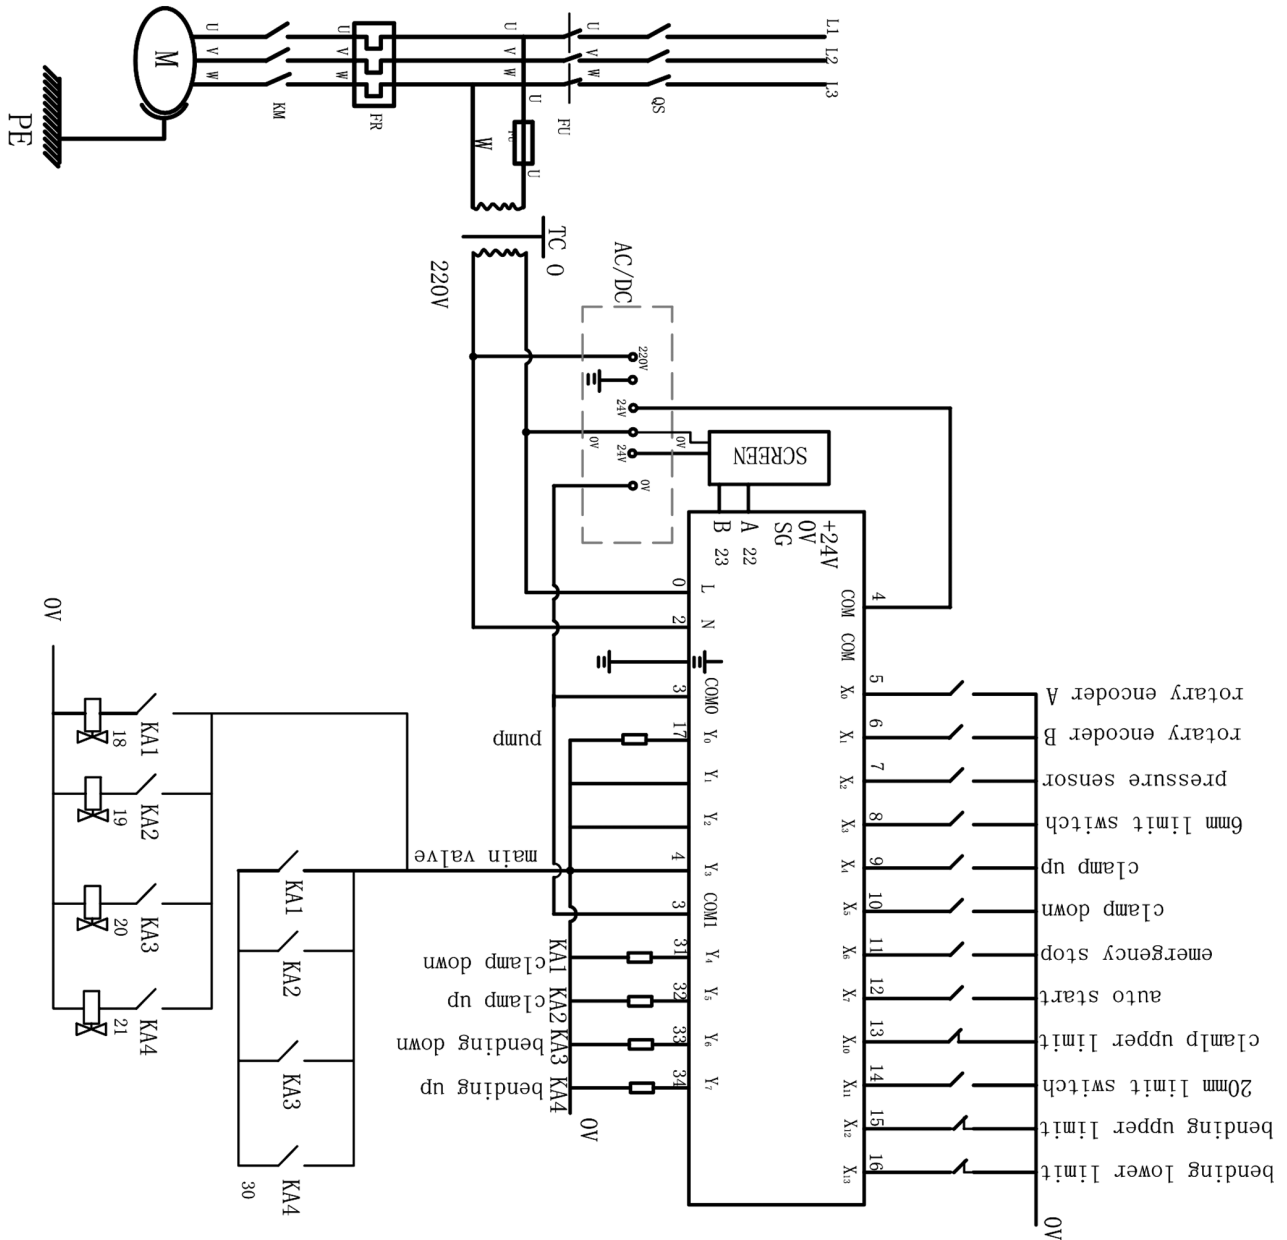 L1
L2
L3
U
V
W
U
V
W
U
V
W
U
V
W
M
KM
FR
FU
QS
PE
U
W
U
TC 0
220V
AC/DC
220V
24V
0V
0V
24V
0V
SCREEN
+24V
0V
SG
A 22
B 23
0 L
2 N
COM 4
COM
3 COM0
17 Y0
Y1
Y2
4 Y3
3 COM1
31 Y4
32 Y5
33 Y6
34 Y7
X0 5
X1 6
X2 7
X3 8
X4 9
X5 10
X6 11
X7 12
X10 13
X11 14
X12 15
X13 16
rotary encoder A
rotary encoder B
pressure sensor
6mm limit switch
clamp up
clamp down
emergency stop
auto start
clamlp upper limit
20mm limit switch
bending upper limit
bending lower limit
0V
pump
main valve
KA1 clamp down
KA2 clamp up
KA3 bending down
KA4 bending up
0V
0V
KA1
18
KA2
19
KA3
20
KA4
21
KA1
KA2
KA3
KA4
30